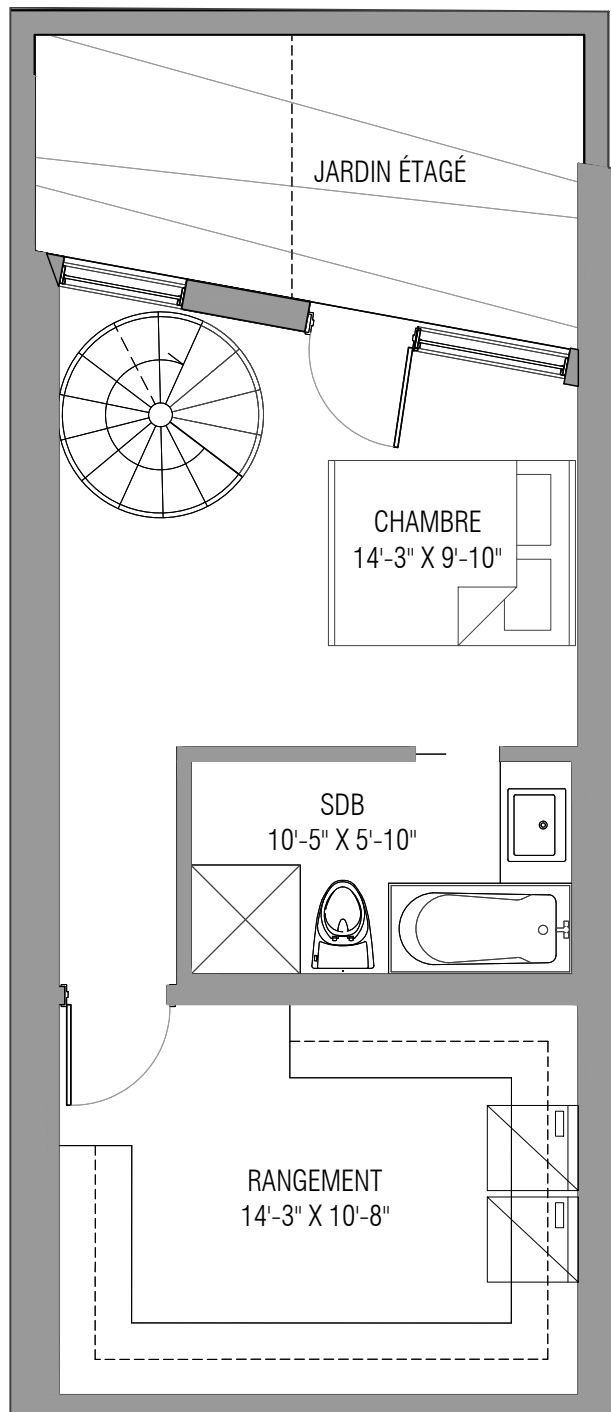 JARDIN ÉTAGÉ
CHAMBRE
14'-3" X 9'-10"
SDB
10'-5" X 5'-10"
RANGEMENT
14'-3" X 10'-8"